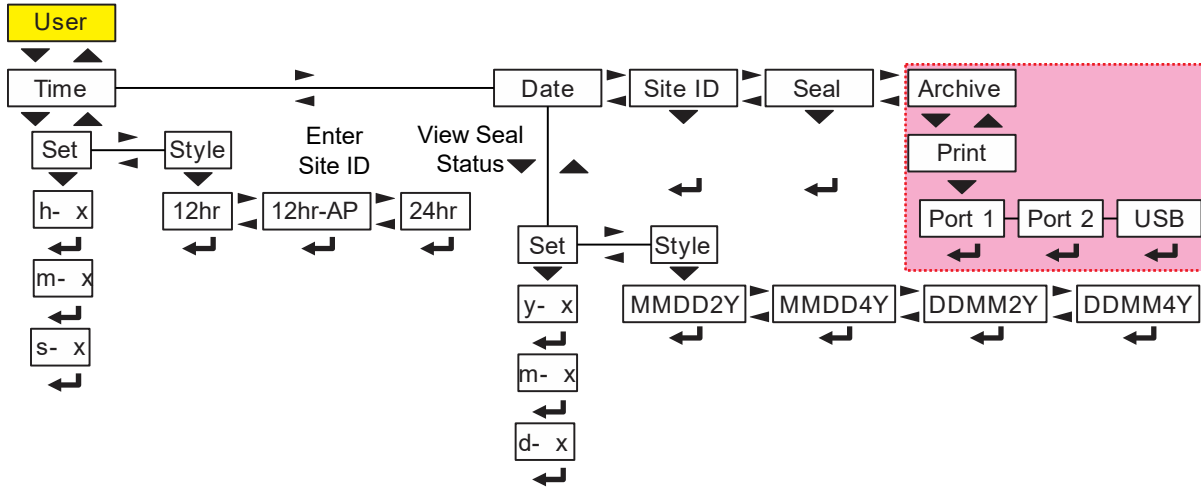 User
Time
Date
Site ID
Seal
Archive
Set
Style
Enter
Site ID
View Seal
Status
Print
h- x
12hr
12hr-AP
24hr
Port 1
Port 2
USB
m- x
Set
Style
s- x
y- x
MMDD2Y
MMDD4Y
DDMM2Y
DDMM4Y
m- x
d- x